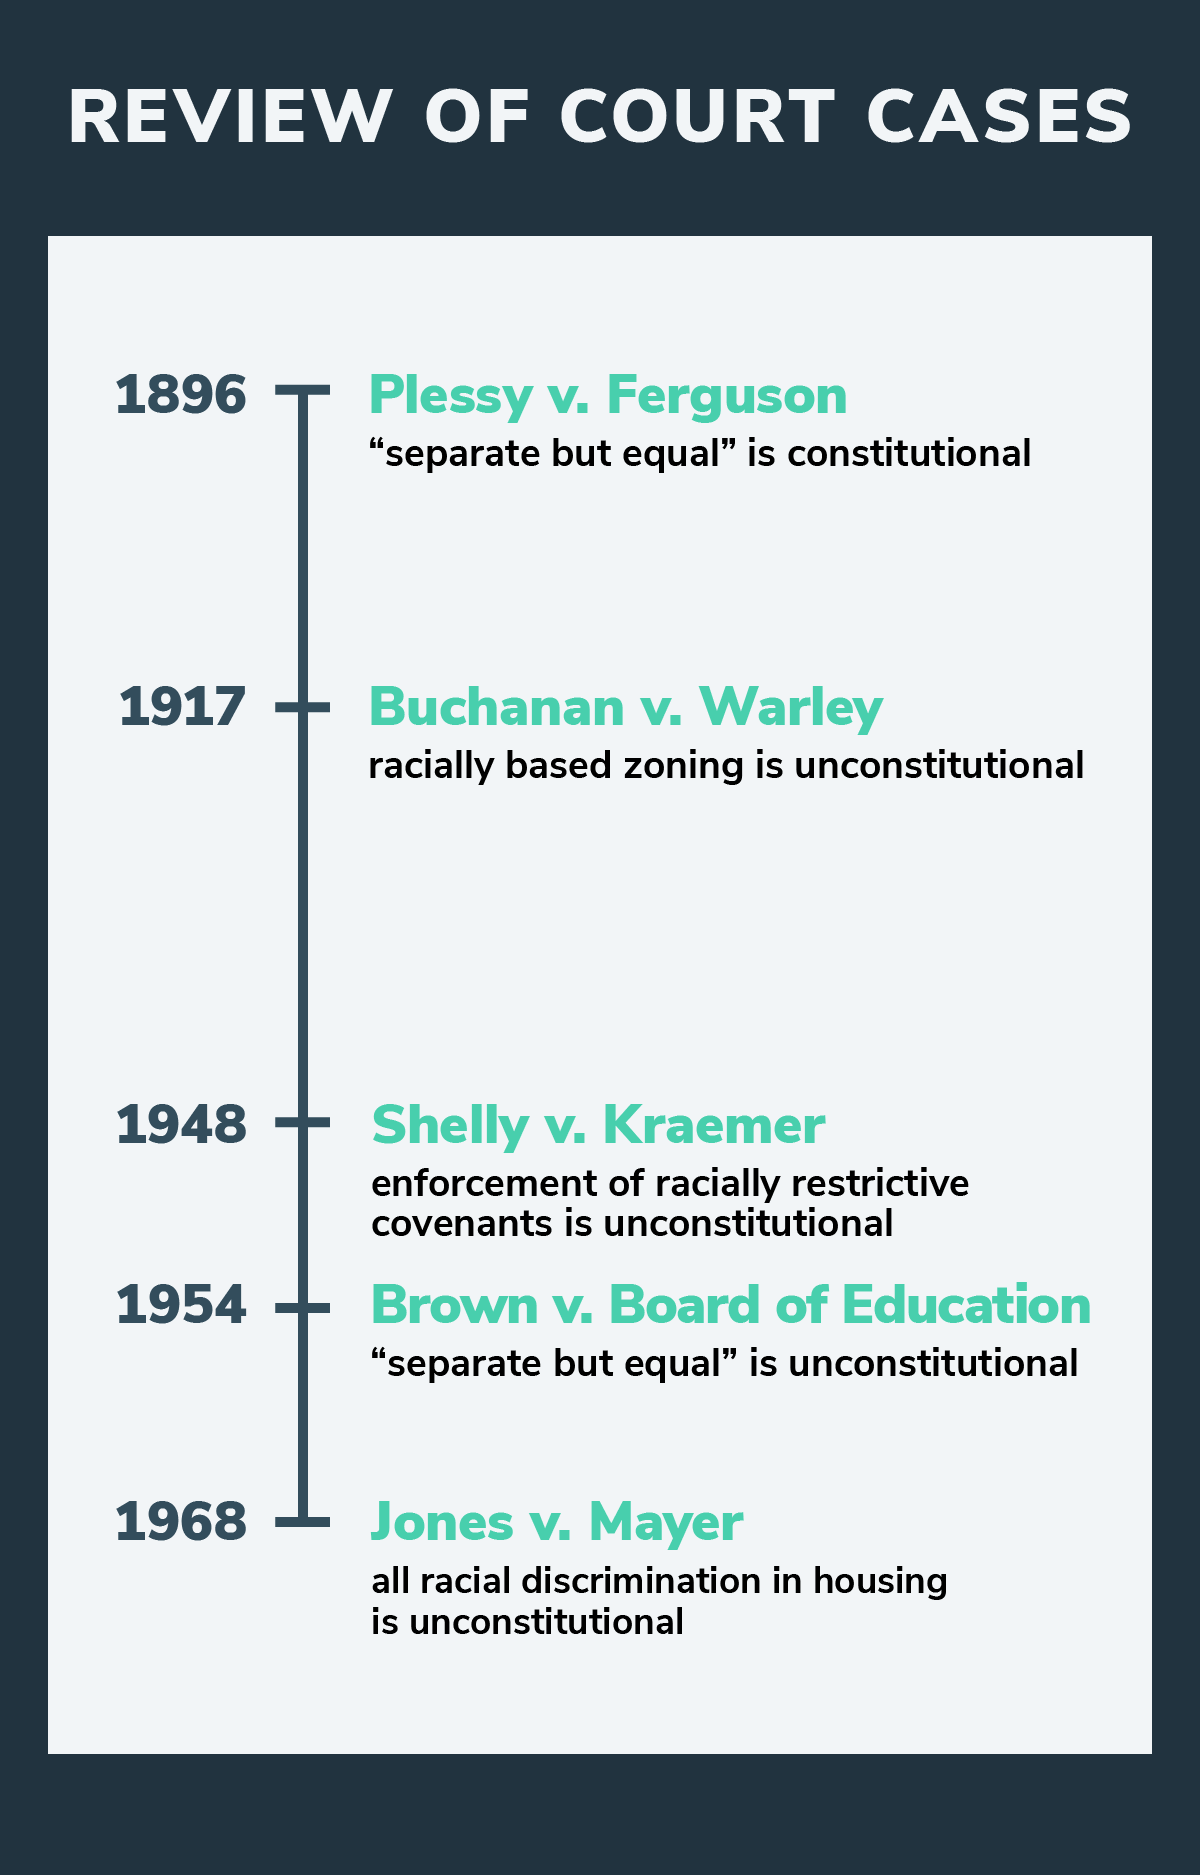 REVIEW OF COURT CASES
1896 Plessy v. Ferguson
“separate but equal” is constitutional
1917 Buchanan v. Warley
racially based zoning is unconstitutional
1948 Shelly v. Kraemer
enforcement of racially restrictive
covenants is unconstitutional
1954 Brown v. Board of Education
“separate but equal” is unconstitutional
1968 Jones v. Mayer
all racial discrimination in housing
is unconstitutional